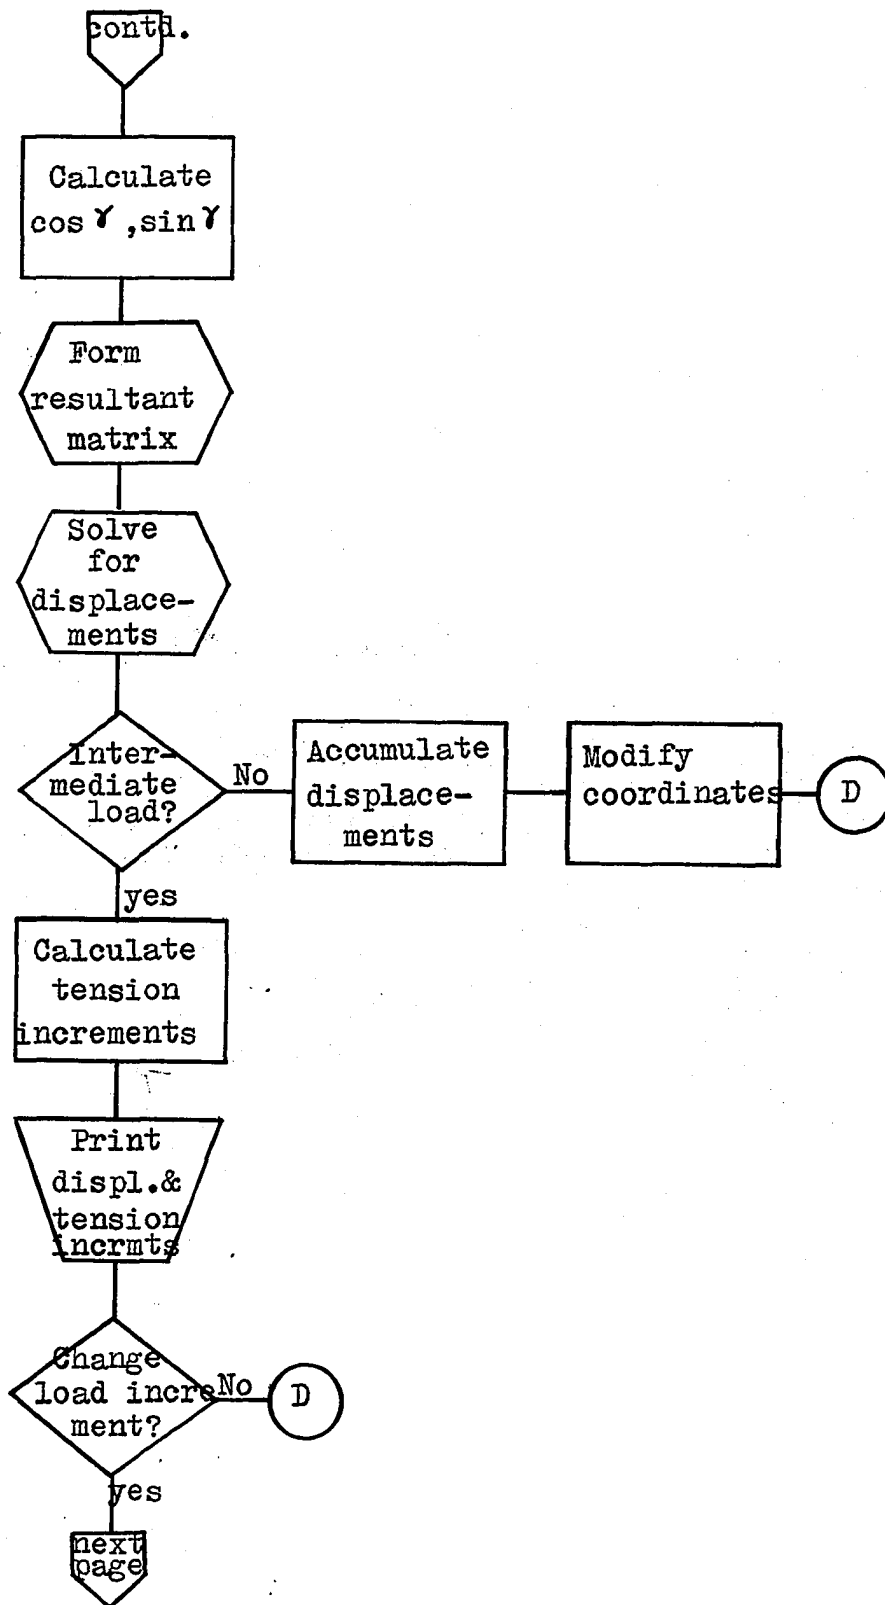 contd.
Calculate
cos γ ,sin γ
Form
resultant
matrix
Solve
for
displace-
ments
Inter-
mediate
load?
No
Accumulate
displace-
ments
Modify
coordinates
D
yes
Calculate
tension
increments
Print
displ.&
tension
incrmts
Change
load incre
ment?
No
D
yes
next
page